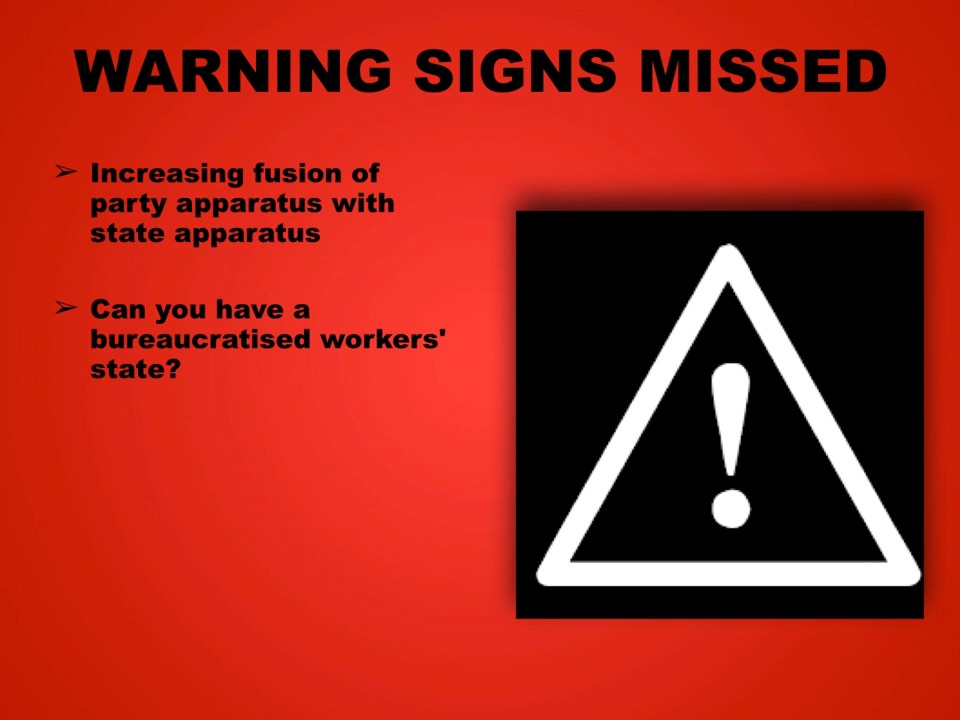 WARNING SIGNS MISSED
➢ Increasing fusion of
party apparatus with
state apparatus
➢ Can you have a
bureaucratised workers'
state?
!